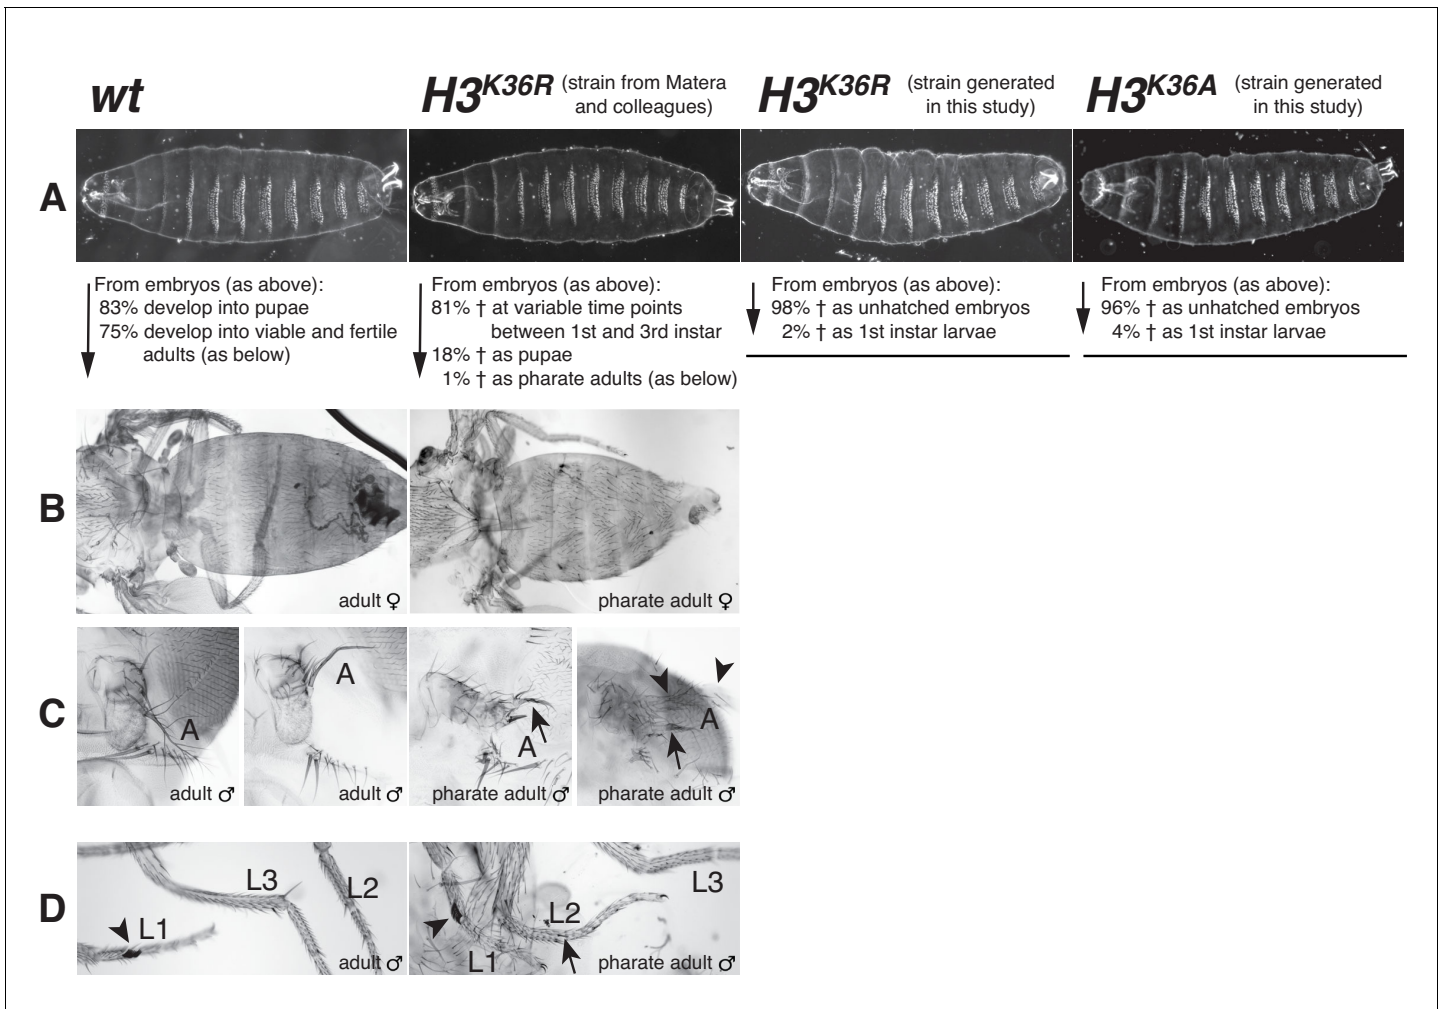 wt
H3K36R (strain from Matera
and colleagues)
H3K36R (strain generated
in this study)
H3K36A (strain generated
in this study)
A
From embryos (as above):
83% develop into pupae
75% develop into viable and fertile
adults (as below)
From embryos (as above):
81% † at variable time points
between 1st and 3rd instar
18% † as pupae
1% † as pharate adults (as below)
From embryos (as above):
98% † as unhatched embryos
2% † as 1st instar larvae
From embryos (as above):
96% † as unhatched embryos
4% † as 1st instar larvae
B
adult ♀
pharate adult ♀
C
A
adult ♂
A
adult ♂
A
pharate adult ♂
A
pharate adult ♂
D
L3
L2
L1
adult ♂
L3
L2
L1
pharate adult ♂